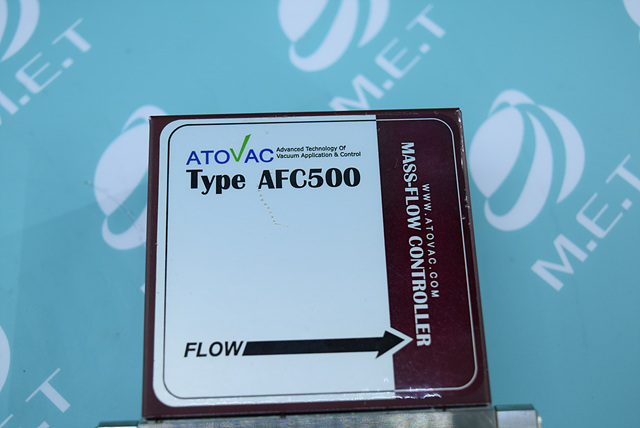 ATOVAC
Advanced Technology Of
Vacuum Application & Control
Type AFC500
WWW.ATOVAC.COM
MASS-FLOW CONTROLLER
FLOW
M.E.T
M.E.T
M.E.T
M.E.T
M.E.T